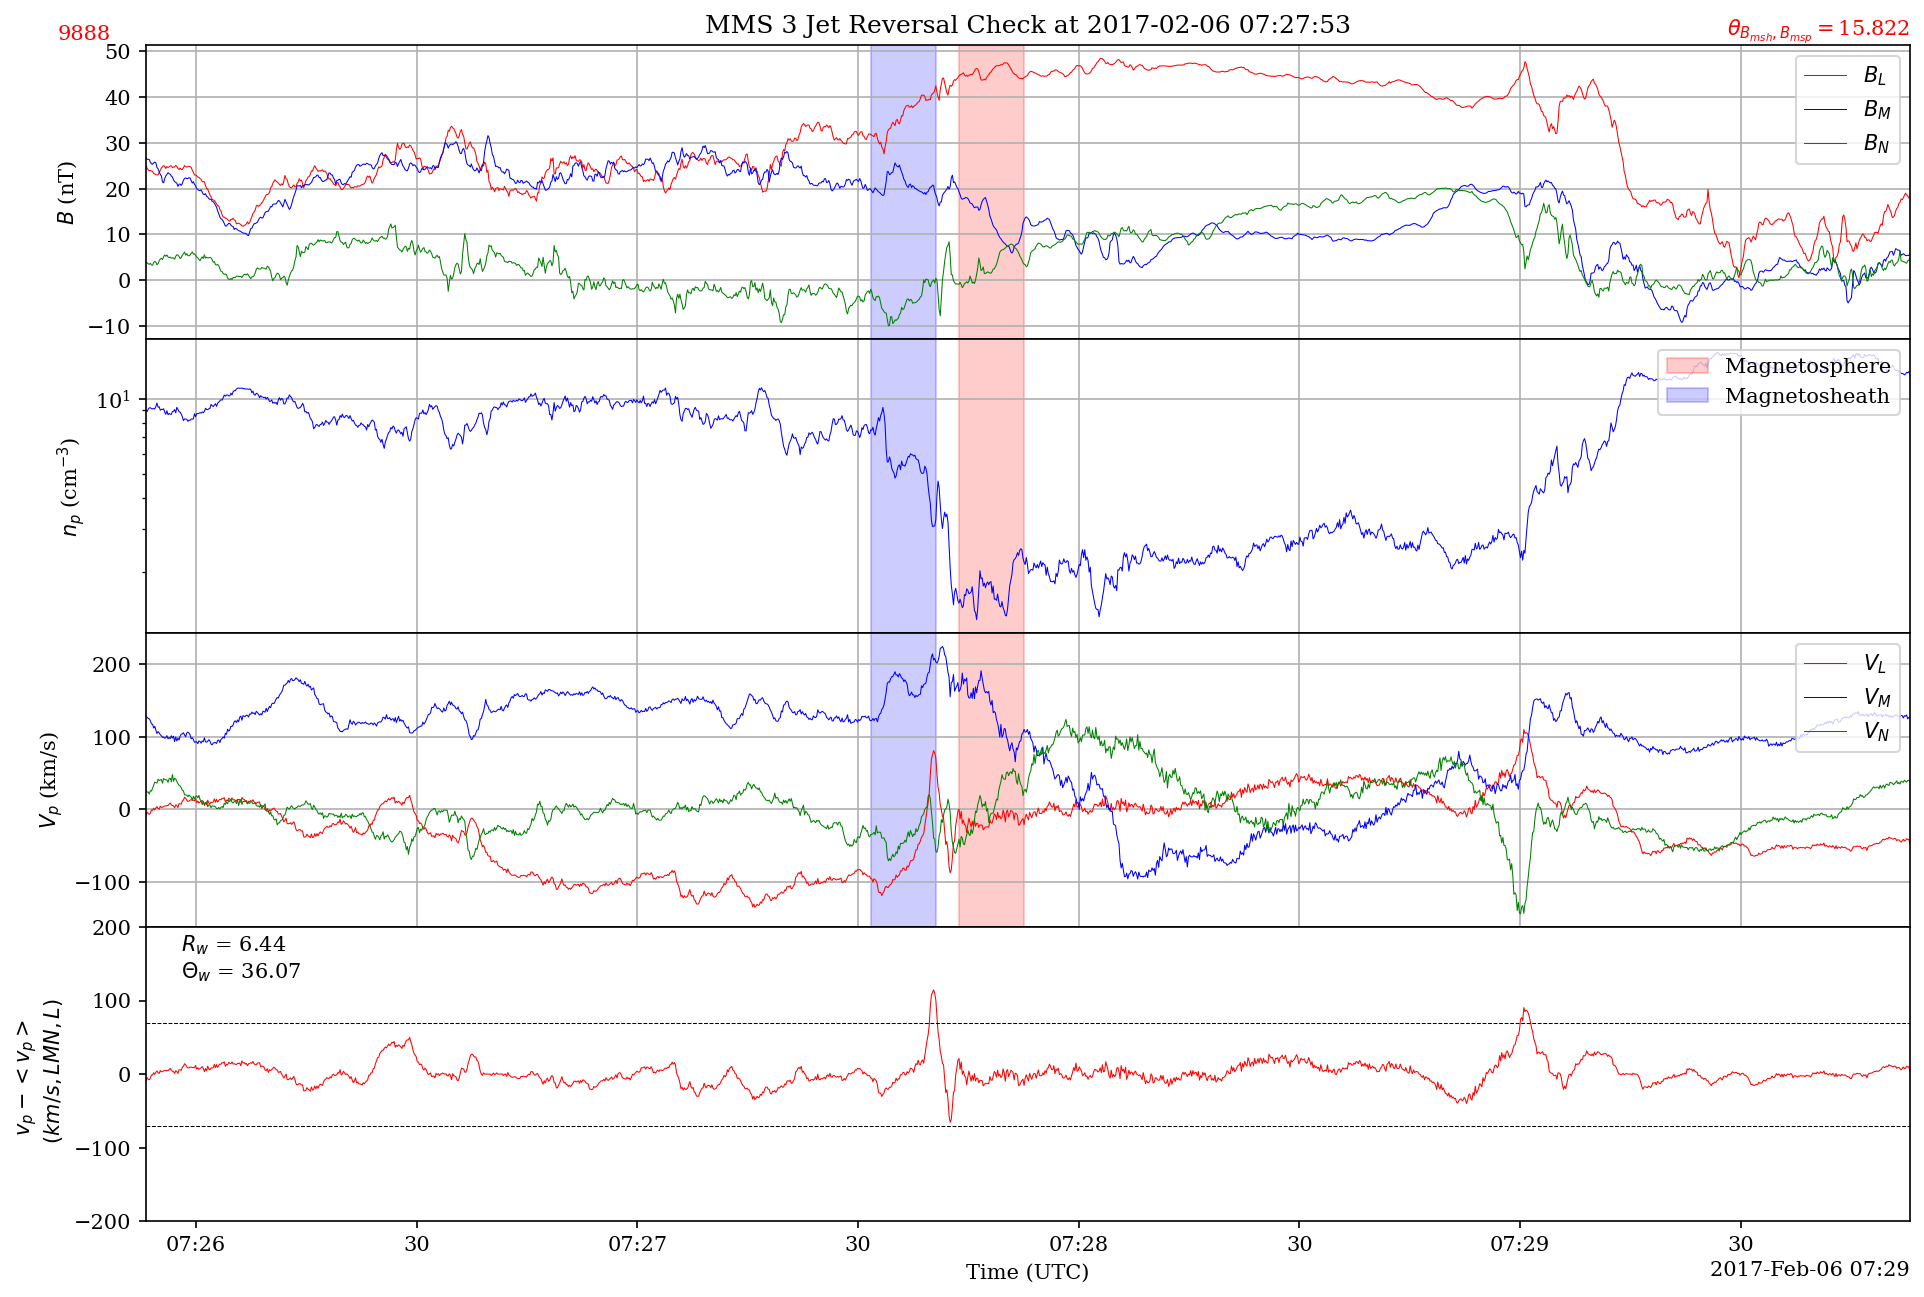 9888
MMS 3 Jet Reversal Check at 2017-02-06 07:27:53
θ_{B_{msh}, B_{msp}} = 15.822
50
40
30
20
10
0
−10
B (nT)
B_L
B_M
B_N
10^1
n_p (cm^{−3})
Magnetosphere
Magnetosheath
200
100
0
−100
V_p (km/s)
V_L
V_M
V_N
200
100
0
−100
−200
v_p − < v_p >
(km/s, LMN, L)
R_w = 6.44
Θ_w = 36.07
07:26
30
07:27
30
07:28
30
07:29
30
Time (UTC)
2017-Feb-06 07:29